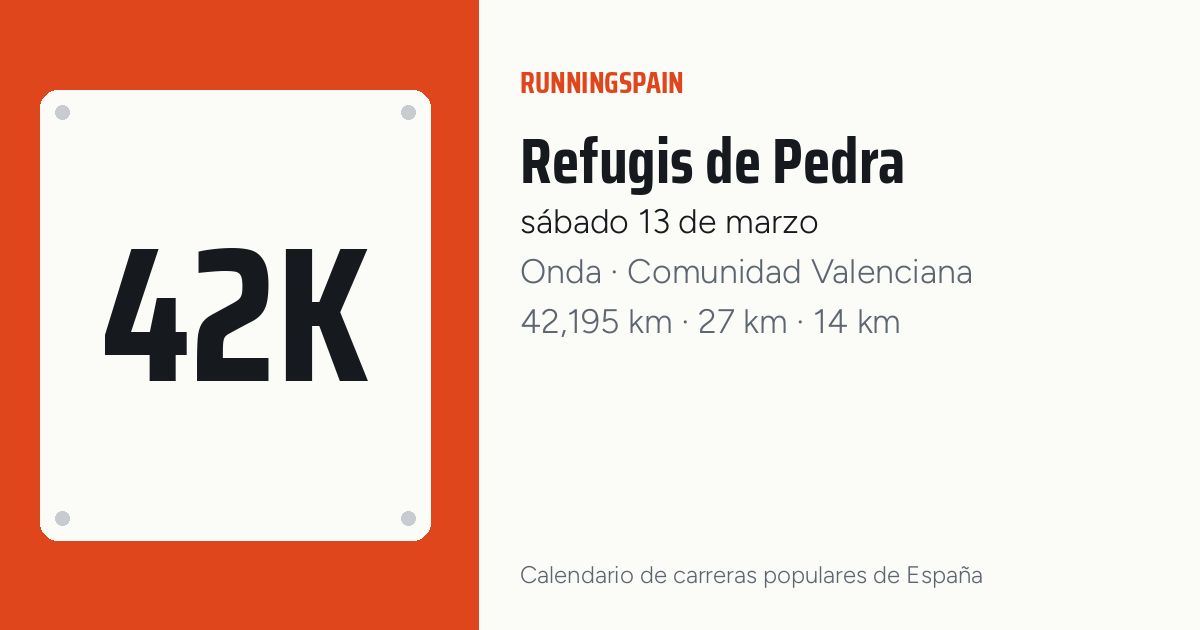 42K
RUNNINGSPAIN
Refugis de Pedra
sábado 13 de marzo
Onda · Comunidad Valenciana
42,195 km · 27 km · 14 km
Calendario de carreras populares de España